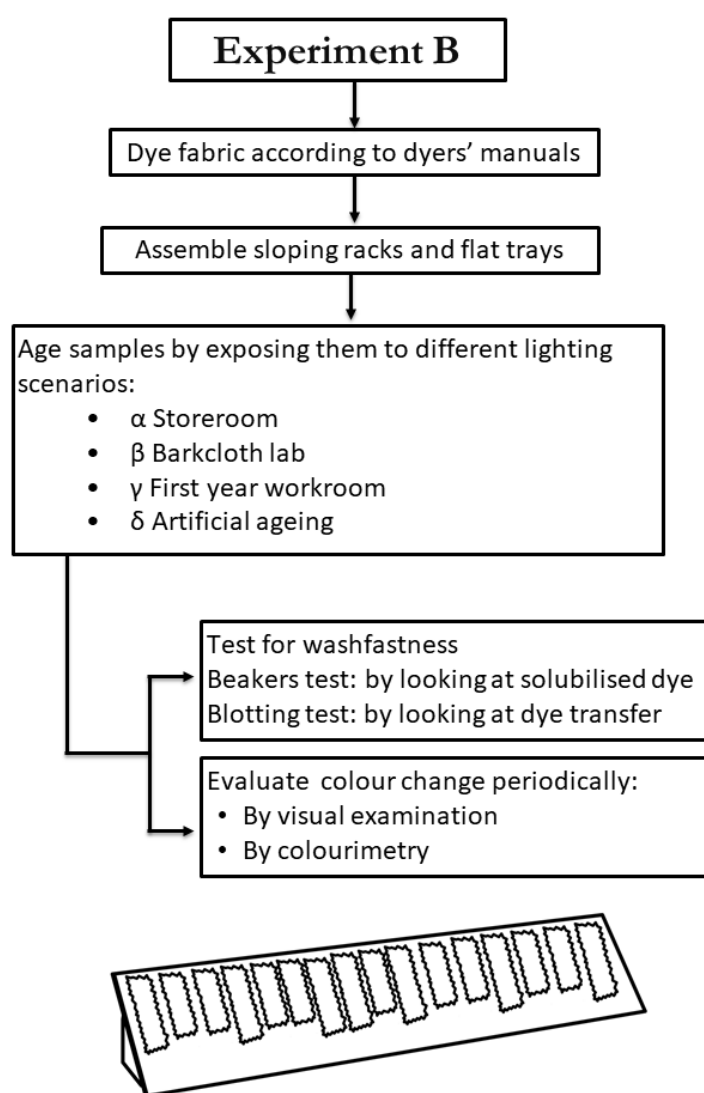 Experiment B
Dye fabric according to dyers’ manuals
Assemble sloping racks and flat trays
Age samples by exposing them to different lighting
scenarios:
• α Storeroom
• β Barkcloth lab
• γ First year workroom
• δ Artificial ageing
Test for washfastness
Beakers test: by looking at solubilised dye
Blotting test: by looking at dye transfer
Evaluate colour change periodically:
• By visual examination
• By colourimetry